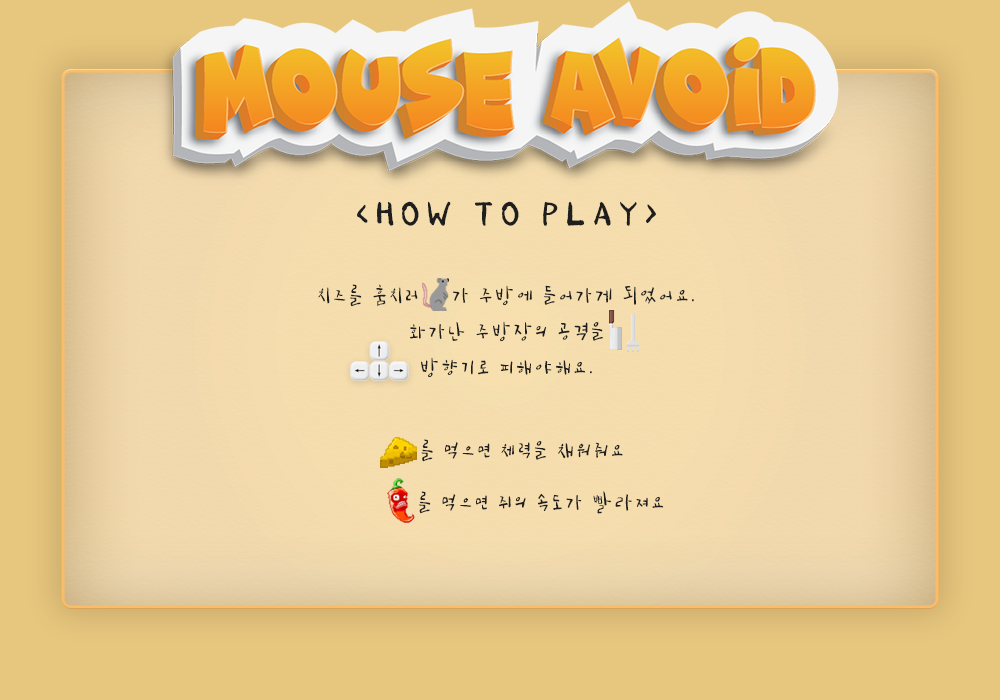 MOUSE AVOiD
<HOW TO PLAY>
치즈를 훔치러 가 주방에 들어가게 되었어요.
화가난 주방장의 공격을
↑
← ↓ → 방향기로 피해야해요.
를 먹으면 체력을 채워줘요
를 먹으면 쥐의 속도가 빨라져요